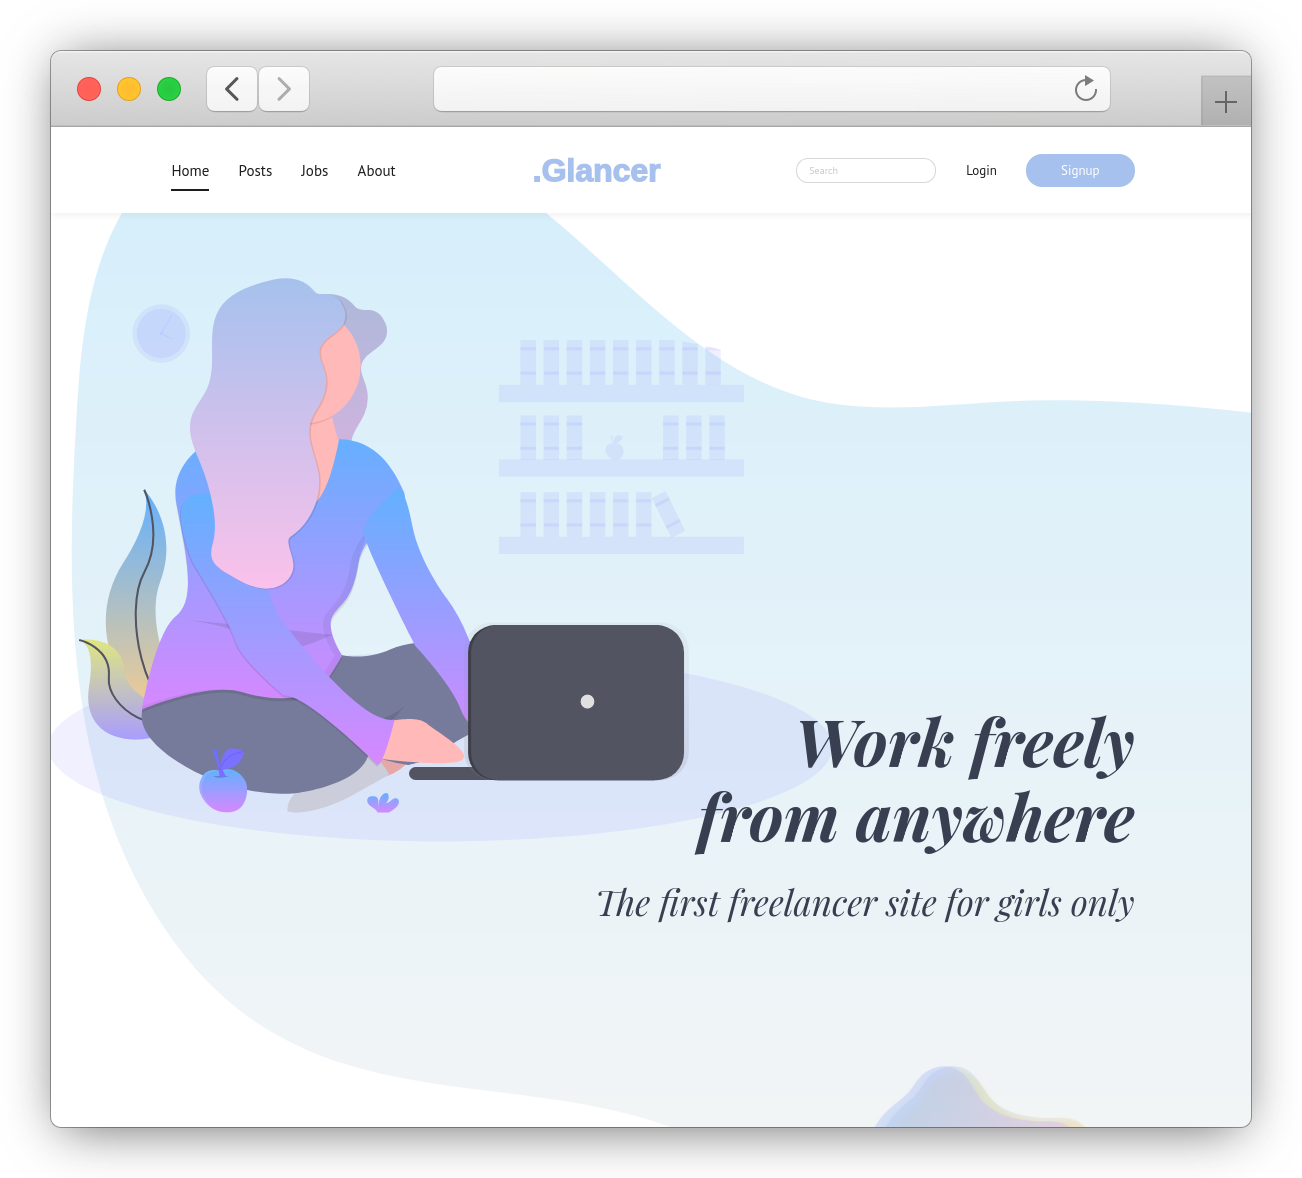 Home Posts Jobs About .Glancer Search Login Signup
Work freely
from anywhere
The first freelancer site for girls only